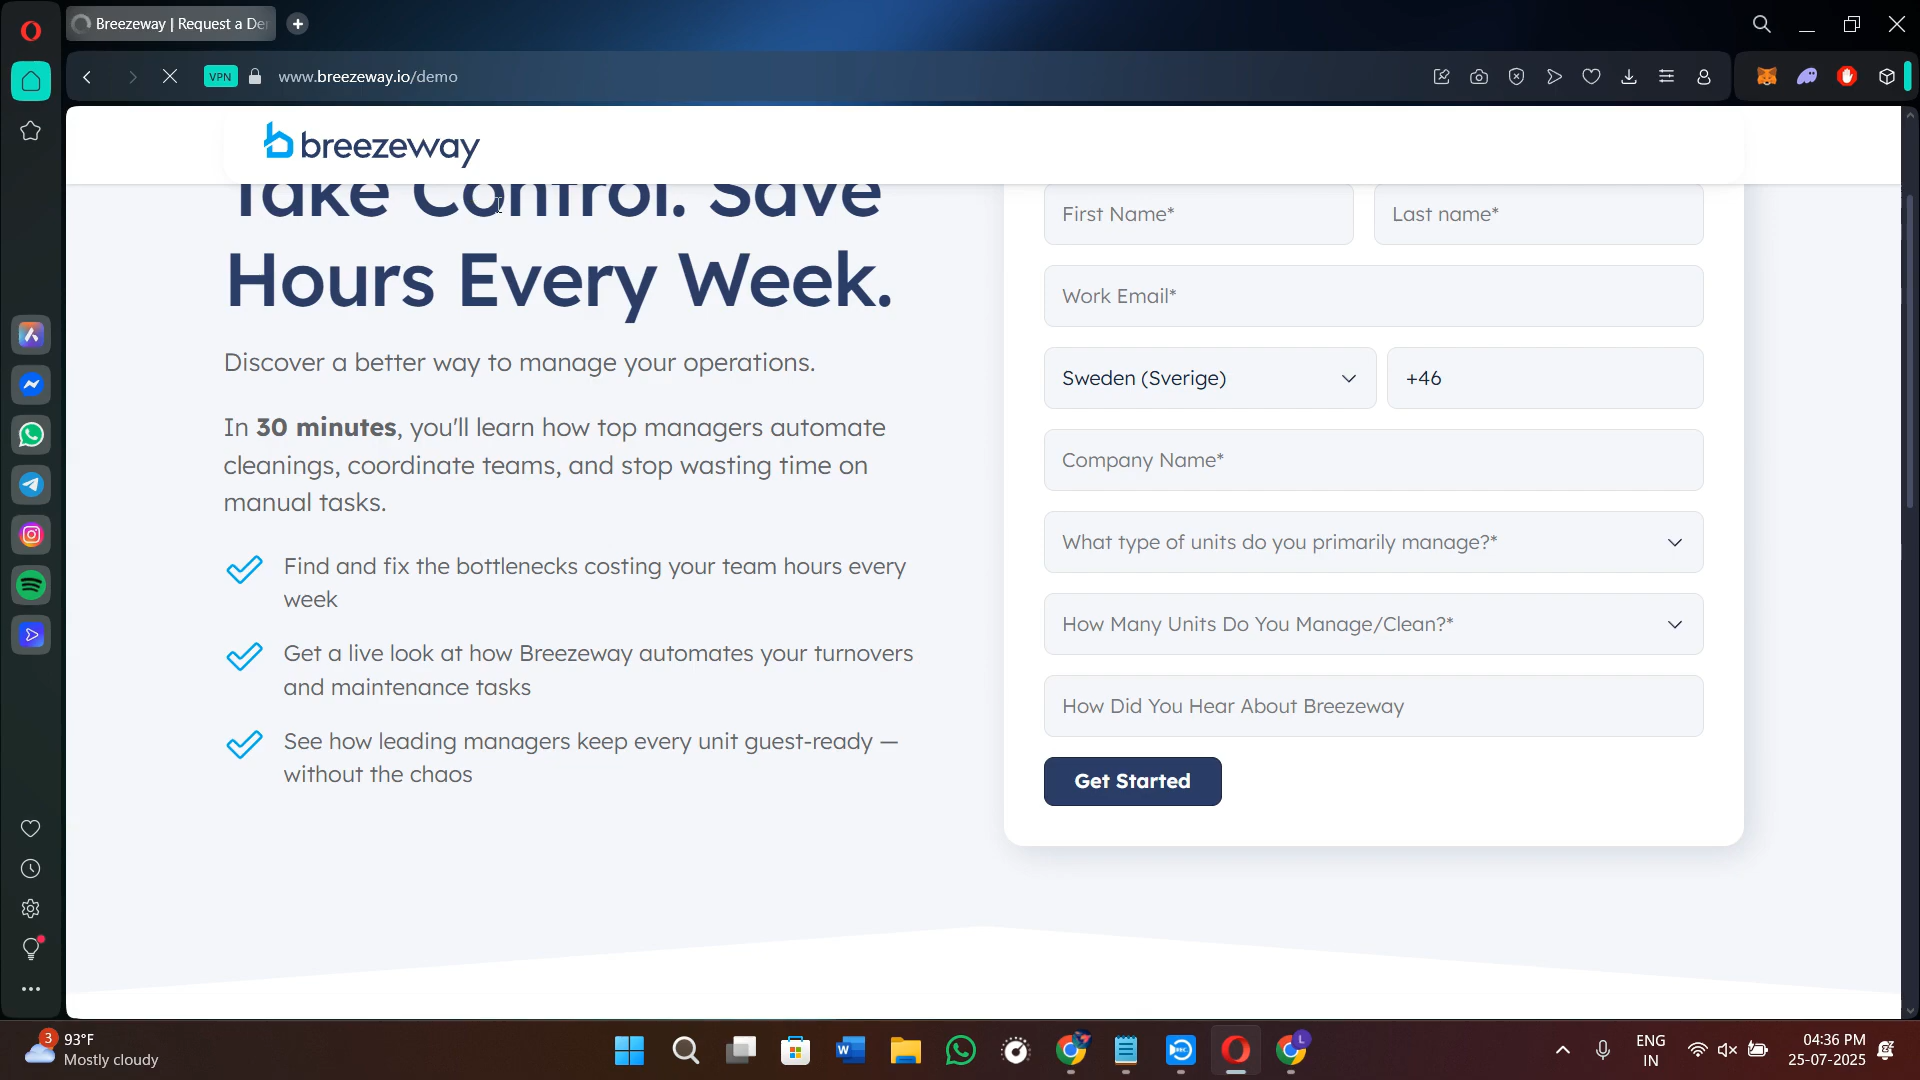 Breezeway | Request a De
VPN
www.breezeway.io/demo
breezeway
Take Control. Save
Hours Every Week.
Discover a better way to manage your operations.
In 30 minutes, you'll learn how top managers automate
cleanings, coordinate teams, and stop wasting time on
manual tasks.
Find and fix the bottlenecks costing your team hours every
week
Get a live look at how Breezeway automates your turnovers
and maintenance tasks
See how leading managers keep every unit guest-ready —
without the chaos
First Name*
Last name*
Work Email*
Sweden (Sverige)
+46
Company Name*
What type of units do you primarily manage?*
How Many Units Do You Manage/Clean?*
How Did You Hear About Breezeway
Get Started
3
93°F
Mostly cloudy
W
L
ENG
IN
04:36 PM
25-07-2025